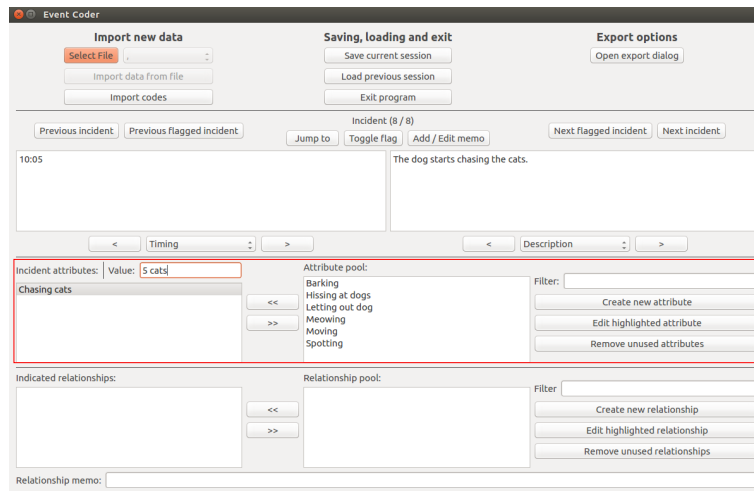 Event Coder
Import new data
Saving, loading and exit
Export options
Select File
,
Save current session
Open export dialog
Import data from file
Load previous session
Import codes
Exit program
Incident (8 / 8)
Previous incident
Previous flagged incident
Jump to
Toggle flag
Add / Edit memo
Next flagged incident
Next incident
10:05
The dog starts chasing the cats.
<
Timing
>
<
Description
>
Incident attributes:
Value:
5 cats
Attribute pool:
Filter:
Chasing cats
<<
>>
Barking
Hissing at dogs
Letting out dog
Meowing
Moving
Spotting
Create new attribute
Edit highlighted attribute
Remove unused attributes
Indicated relationships:
Relationship pool:
Filter
<<
>>
Create new relationship
Edit highlighted relationship
Remove unused relationships
Relationship memo: